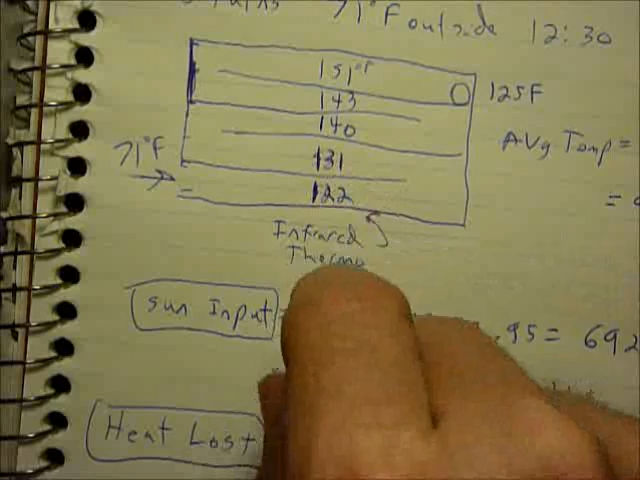 71°F outside 12:30
151°F
143
125F
140
Avg Temp =
131
71°F
122
=
Infrared
Thermo
Sun Input
.95 = 692
Heat Lost